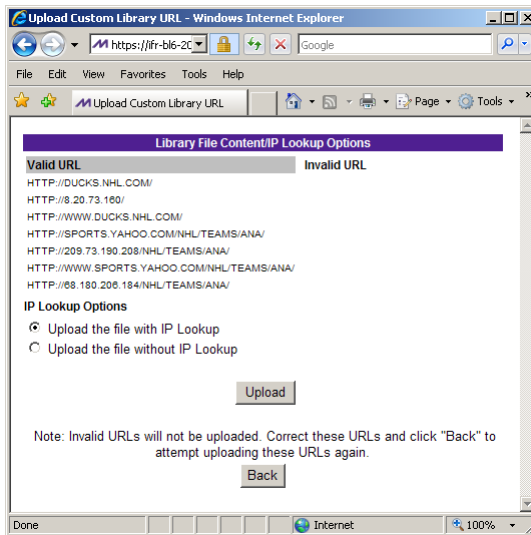 Upload Custom Library URL - Windows Internet Explorer
https://ifr-bl6-20
Google
File Edit View Favorites Tools Help
Upload Custom Library URL
Page Tools »
Library File Content/IP Lookup Options
Valid URL Invalid URL
HTTP://DUCKS.NHL.COM/
HTTP://8.20.73.160/
HTTP://WWW.DUCKS.NHL.COM/
HTTP://SPORTS.YAHOO.COM/NHL/TEAMS/ANA/
HTTP://209.73.190.208/NHL/TEAMS/ANA/
HTTP://WWW.SPORTS.YAHOO.COM/NHL/TEAMS/ANA/
HTTP://68.180.206.184/NHL/TEAMS/ANA/
IP Lookup Options
Upload the file with IP Lookup
Upload the file without IP Lookup
Upload
Note: Invalid URLs will not be uploaded. Correct these URLs and click "Back" to
attempt uploading these URLs again.
Back
Done Internet 100%